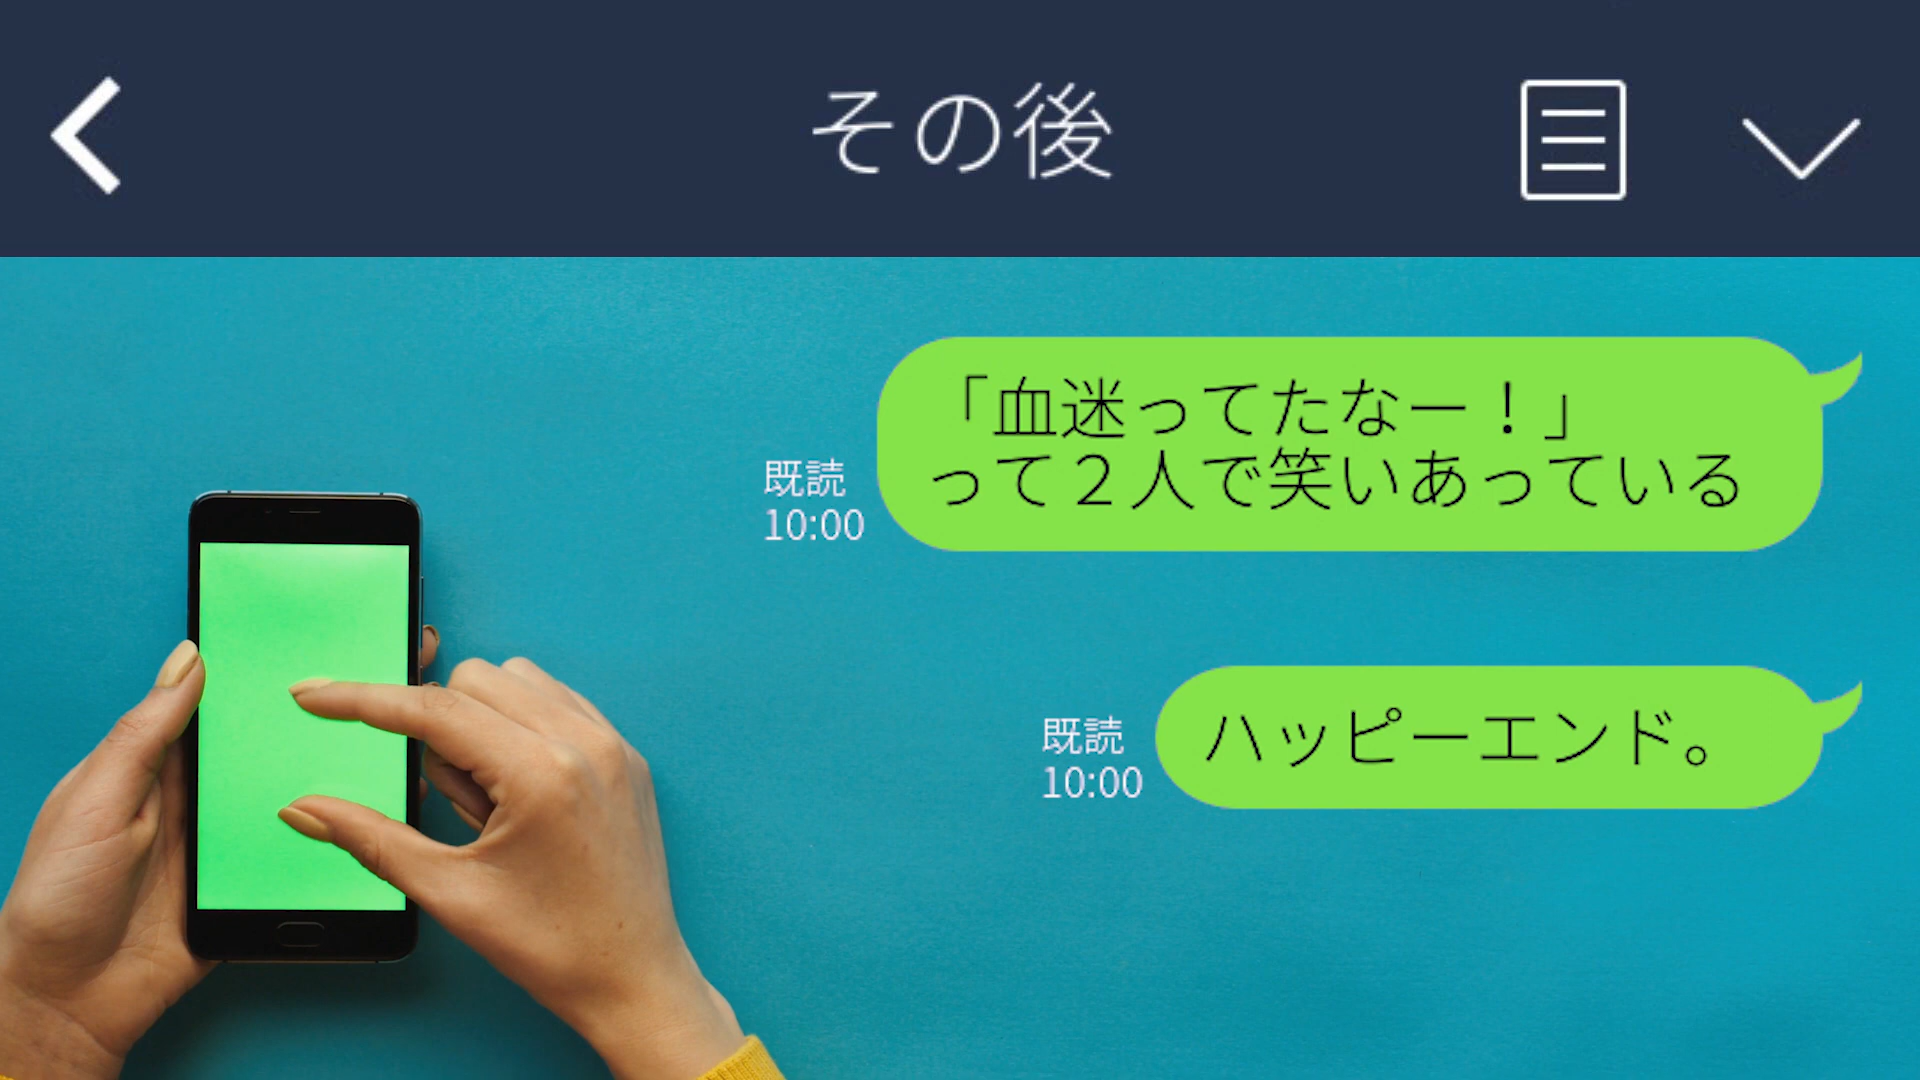 その後
「血迷ってたなー！」
って２人で笑いあっている
既読
10:00
ハッピーエンド。
既読
10:00